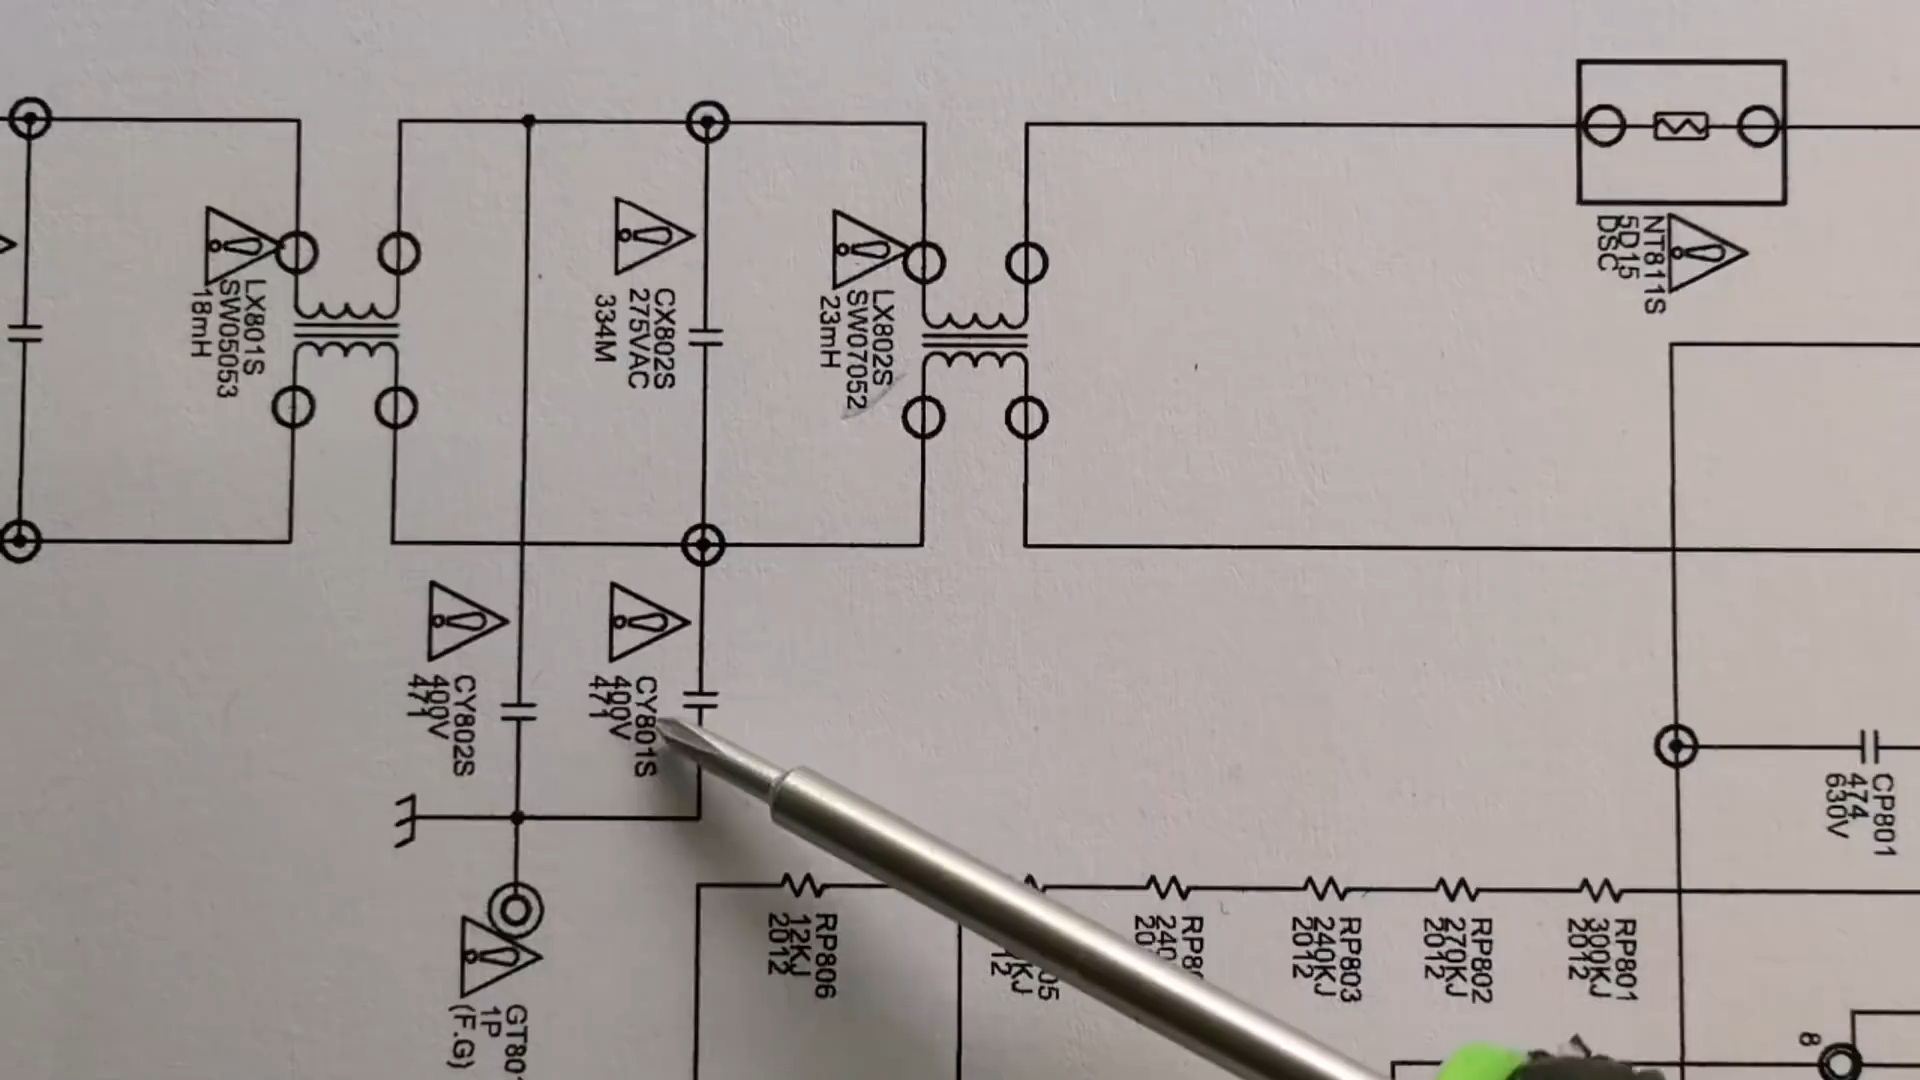 NT811S
5D15
DSC
LX801S
SW05053
18mH
CX802S
275VAC
334M
LX802S
SW07052
23mH
CY802S
400V
471
CY801S
400V
471
CP801
474
630V
RP806
12KJ
2012
RP803
240KJ
2012
RP802
270KJ
2012
RP801
300KJ
2012
1P
(F.G)
8